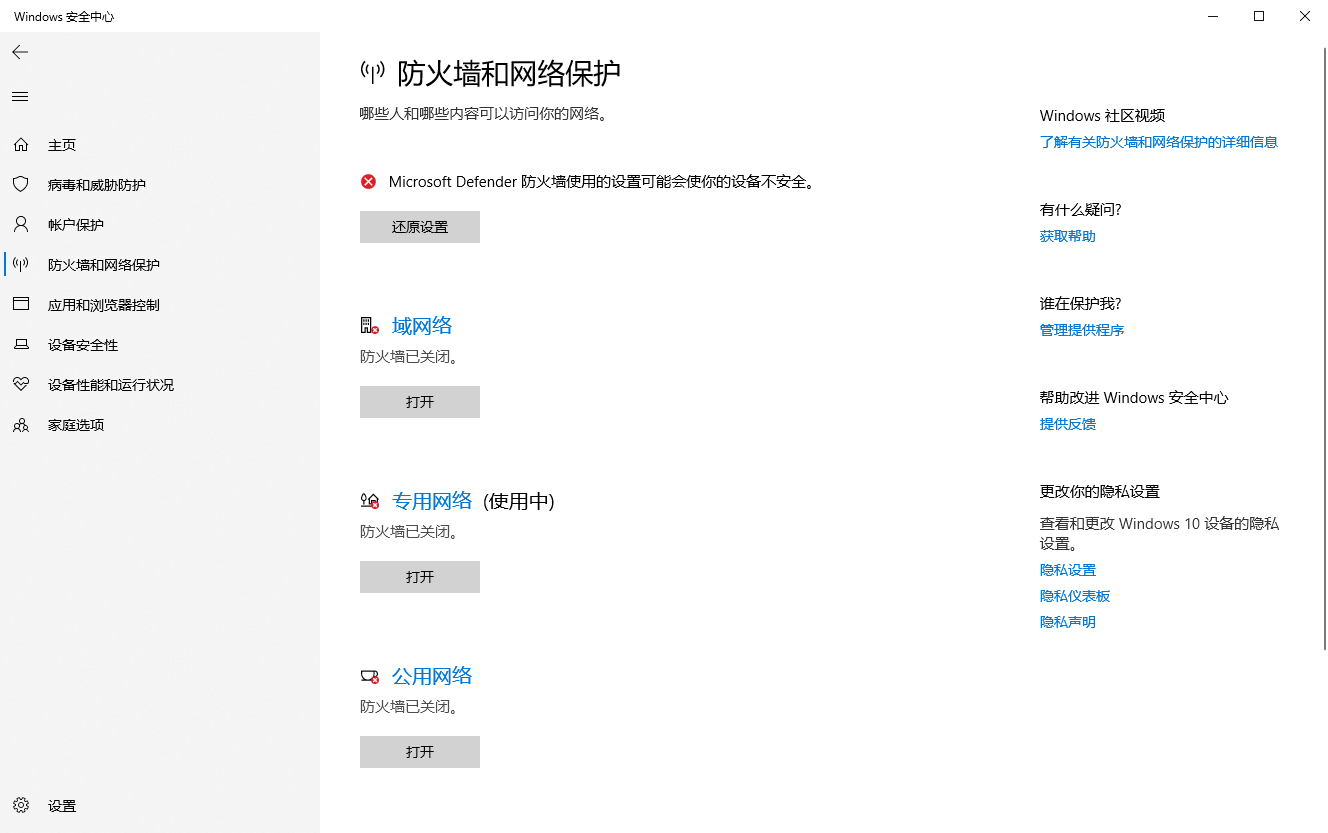 Windows 安全中心
主页
病毒和威胁防护
帐户保护
防火墙和网络保护
应用和浏览器控制
设备安全性
设备性能和运行状况
家庭选项
设置
防火墙和网络保护
哪些人和哪些内容可以访问你的网络。
Microsoft Defender 防火墙使用的设置可能会使你的设备不安全。
还原设置
域网络
防火墙已关闭。
打开
专用网络 (使用中)
防火墙已关闭。
打开
公用网络
防火墙已关闭。
打开
Windows 社区视频
了解有关防火墙和网络保护的详细信息
有什么疑问?
获取帮助
谁在保护我?
管理提供程序
帮助改进 Windows 安全中心
提供反馈
更改你的隐私设置
查看和更改 Windows 10 设备的隐私
设置。
隐私设置
隐私仪表板
隐私声明